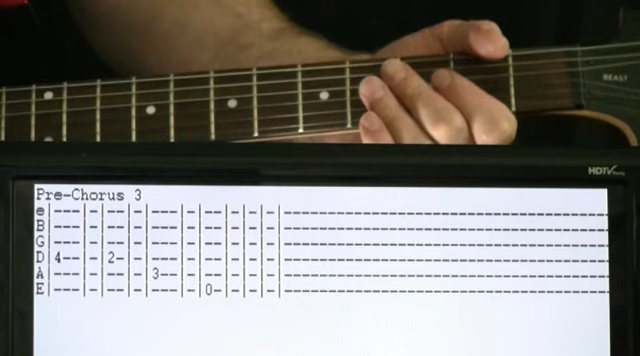 BEAST
HDTV
Pre-Chorus 3
e|---|-|--|-|---|-|--|-|-|-|------------------------------------
B|---|-|--|-|---|-|--|-|-|-|------------------------------------
G|---|-|--|-|---|-|--|-|-|-|------------------------------------
D|4--|-|2-|-|---|-|--|-|-|-|------------------------------------
A|---|-|--|-|3--|-|--|-|-|-|------------------------------------
E|---|-|--|-|---|-|0-|-|-|-|------------------------------------